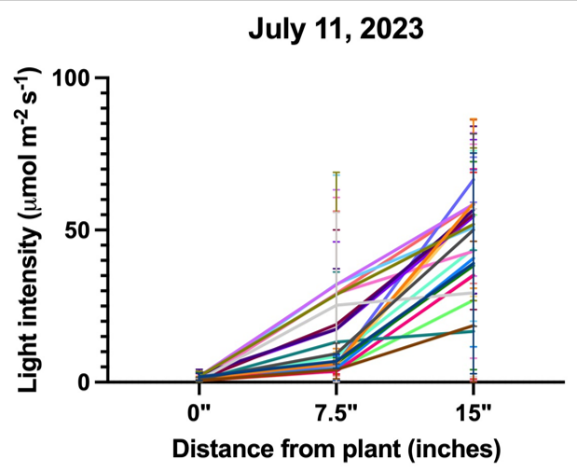 July 11, 2023
Light intensity (μmol m⁻² s⁻¹)
100
50
0
0" 7.5" 15"
Distance from plant (inches)